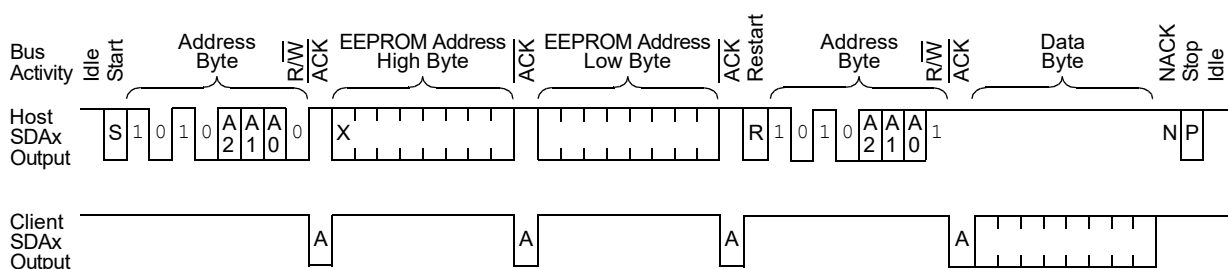 Bus
Activity
Idle
Start
Address
Byte
R/W
ACK
EEPROM Address
High Byte
ACK
EEPROM Address
Low Byte
ACK
Restart
Address
Byte
R/W
ACK
Data
Byte
NACK
Stop
Idle
Host
SDAx
Output
S 1 0 1 0 A2 A1 A0 0 X R 1 0 1 0 A2 A1 A0 1 N P
Client
SDAx
Output
A A A A